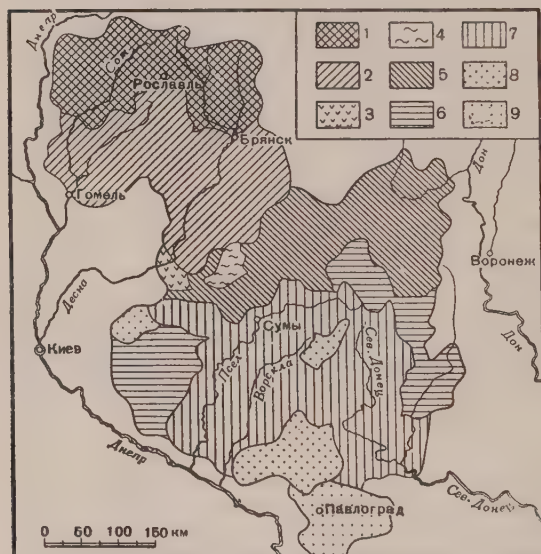 Днепр
1
4
7
Сож
2
5
8
Рославль
3
6
9
Брянск
Дон
Гомель
Воронеж
Десна
Дон
Сумы
Киев
Псел
Ворскла
Сев. Донец
Днепр
Павлоград
Сев. Донец
0 50 100 150 км